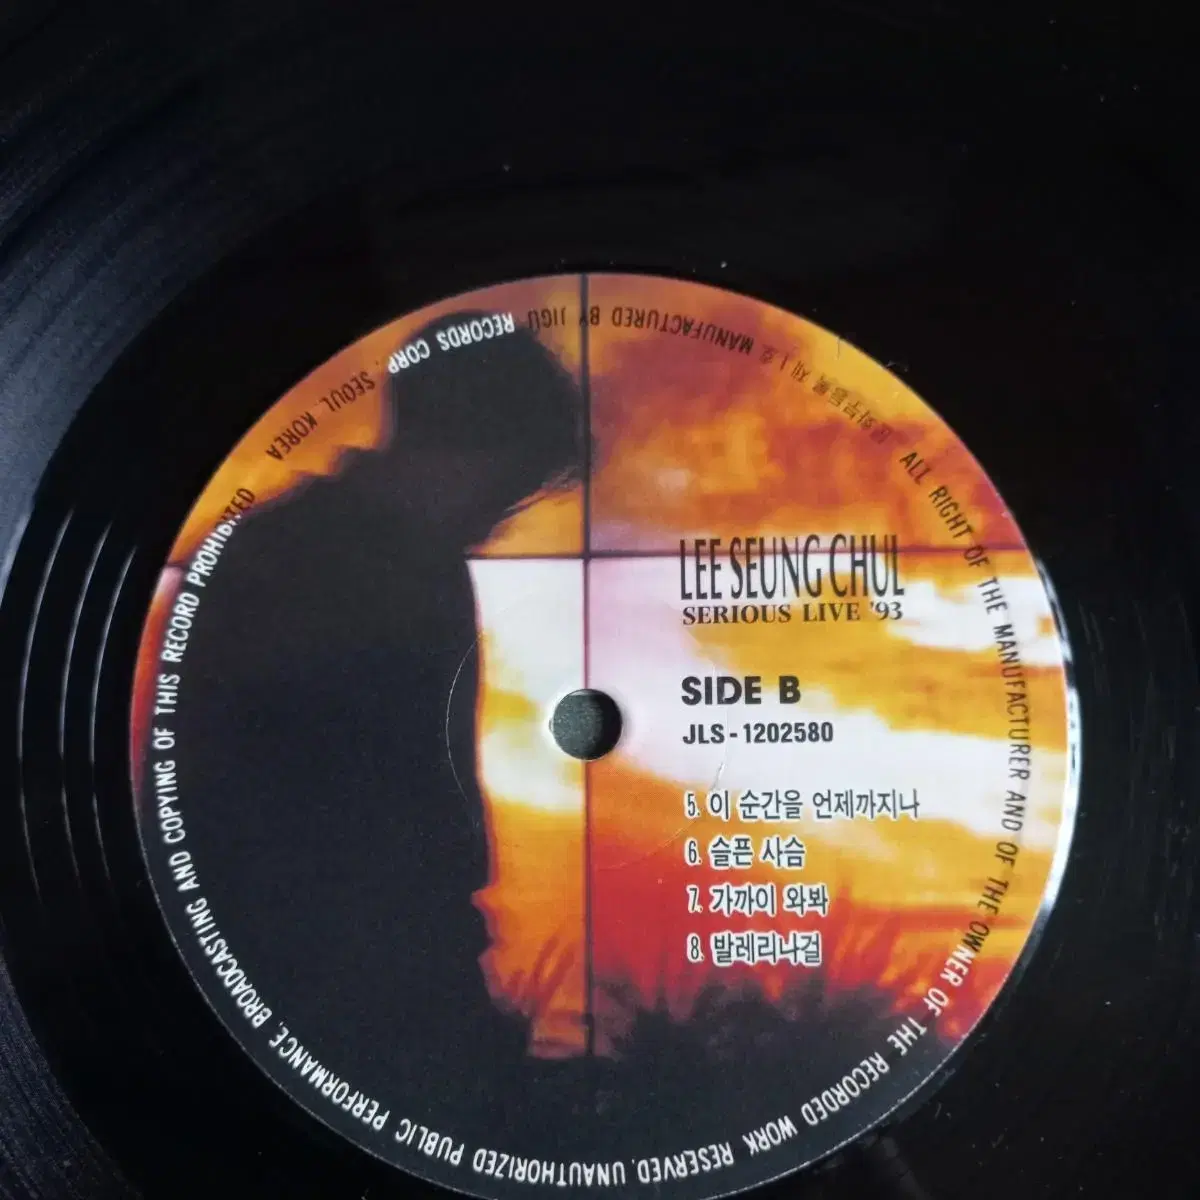 LEE SEUNG CHUL
SERIOUS LIVE '93
SIDE B
JLS-1202580
5. 이 순간을 언제까지나
6. 슬픈 사슴
7. 가까이 와봐
8. 발레리나걸
ALL RIGHT OF THE MANUFACTURER AND OF THE OWNER OF THE RECORDED WORK RESERVED. UNAUTHORIZED PUBLIC PERFORMANCE. BROADCASTING AND COPYING OF THIS RECORD PROHIBITED
MANUFACTURED BY JIGU RECORDS CORP. SEOUL KOREA
제 1 호